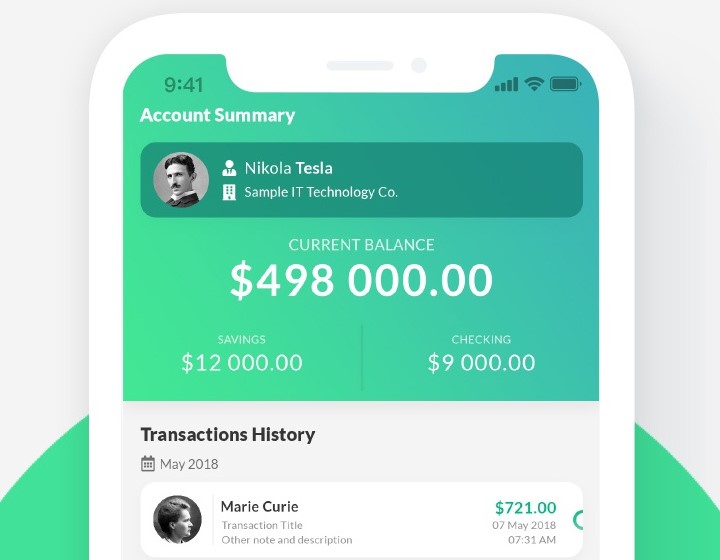 9:41
Account Summary
Nikola Tesla
Sample IT Technology Co.
CURRENT BALANCE
$498 000.00
SAVINGS
CHECKING
$12 000.00
$9 000.00
Transactions History
May 2018
Marie Curie
$721.00
Transaction Title
07 May 2018
Other note and description
07:31 AM